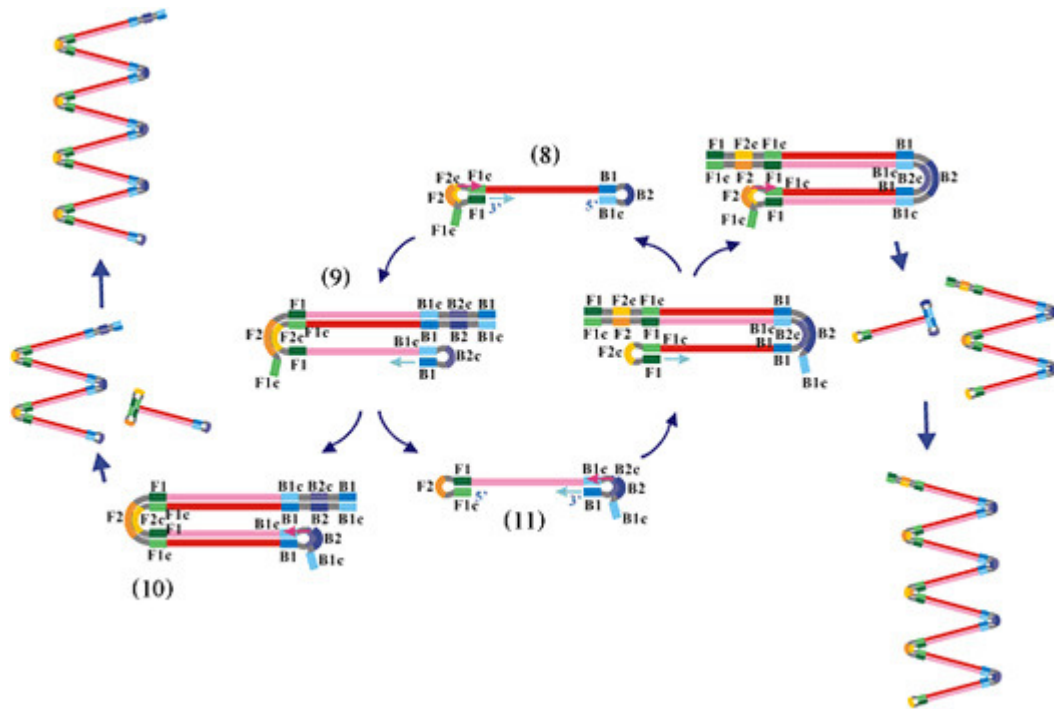 (8)
F2c F1c B1
F2 B2
F1 3' 5' B1c
F1c
F1 F2c F1c B1
B1c B2c B2
F1c F2 F1 F1c B1
F1 B1c
F1c
(9)
F1 B1c B2c B1
F2 F2c F1c B1 B2 B1c
F1 B1c B2c
F1c B1
F1 F2c F1c B1
F1c F2 F1 B1c B2
F2c F1c B1
F1 B1c
F1 B1c B2c B1
F2 F2c F1c B1 B2 B1c
F1 B1c B2
F1c B1 B1c
(10)
F1 B1c B2c
F2 B2
F1c 5' 3' B1
B1c
(11)